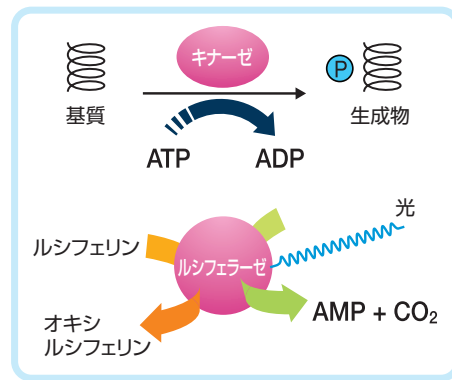 キナーゼ
P
基質
生成物
ATP
ADP
光
ルシフェリン
ルシフェラーゼ
AMP + CO₂
オキシ
ルシフェリン